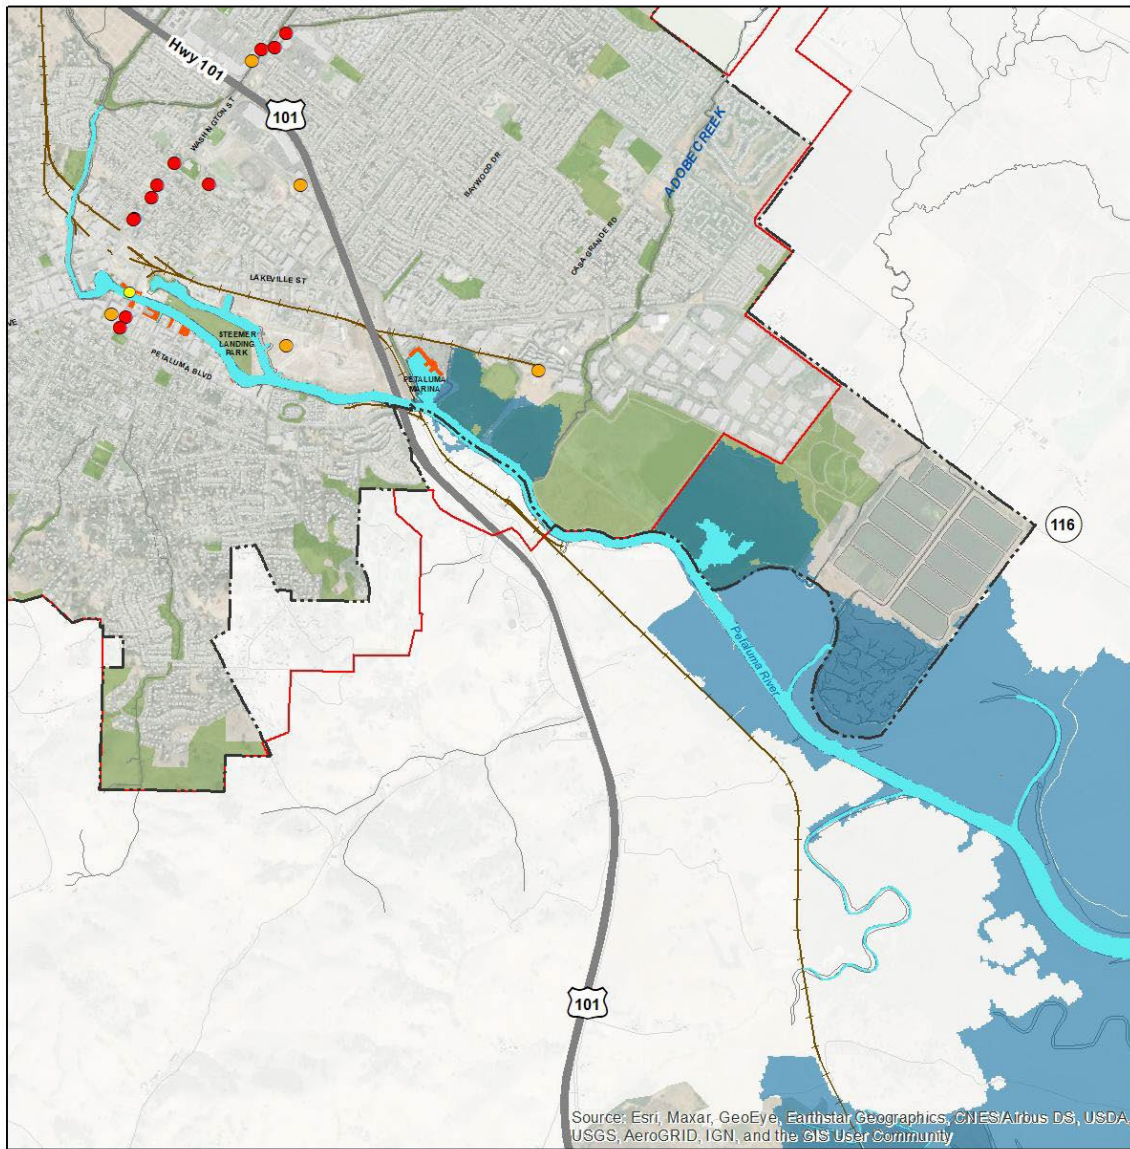 Hwy 101
101
WASHINGTON ST
BAYWOOD DR
ADOBE CREEK
CASA GRANDE RD
LAKEVILLE ST
VE
STEEMER
LANDING
PARK
PETALUMA BLVD
PETALUMA
MARINA
116
Petaluma River
101
Source: Esri, Maxar, GeoEye, Earthstar Geographics, CNES/Airbus DS, USDA,
USGS, AeroGRID, IGN, and the GIS User Community